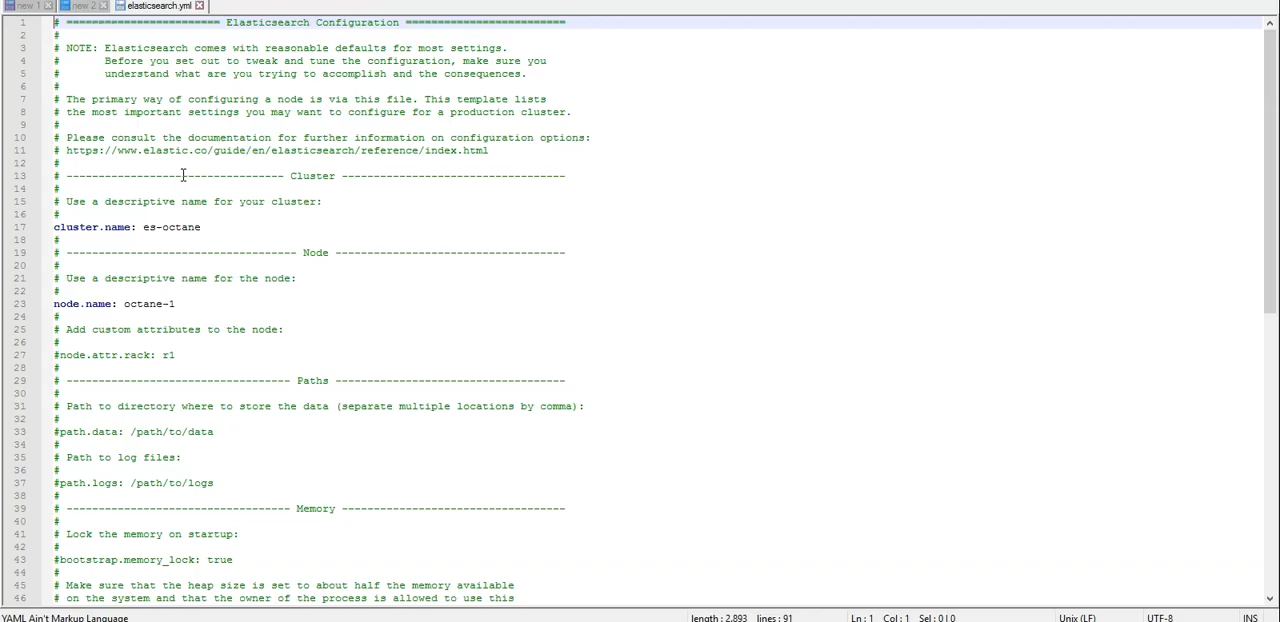 new 1 new 2 elasticsearch.yml
1 # ======================== Elasticsearch Configuration =========================
2 #
3 # NOTE: Elasticsearch comes with reasonable defaults for most settings.
4 #       Before you set out to tweak and tune the configuration, make sure you
5 #       understand what are you trying to accomplish and the consequences.
6 #
7 # The primary way of configuring a node is via this file. This template lists
8 # the most important settings you may want to configure for a production cluster.
9 #
10 # Please consult the documentation for further information on configuration options:
11 # https://www.elastic.co/guide/en/elasticsearch/reference/index.html
12 #
13 # ---------------------------------- Cluster -----------------------------------
14 #
15 # Use a descriptive name for your cluster:
16 #
17 cluster.name: es-octane
18 #
19 # ------------------------------------ Node ------------------------------------
20 #
21 # Use a descriptive name for the node:
22 #
23 node.name: octane-1
24 #
25 # Add custom attributes to the node:
26 #
27 #node.attr.rack: r1
28 #
29 # ----------------------------------- Paths ------------------------------------
30 #
31 # Path to directory where to store the data (separate multiple locations by comma):
32 #
33 #path.data: /path/to/data
34 #
35 # Path to log files:
36 #
37 #path.logs: /path/to/logs
38 #
39 # ----------------------------------- Memory -----------------------------------
40 #
41 # Lock the memory on startup:
42 #
43 #bootstrap.memory_lock: true
44 #
45 # Make sure that the heap size is set to about half the memory available
46 # on the system and that the owner of the process is allowed to use this
YAML Ain't Markup Language length : 2,893 lines : 91 Ln : 1 Col : 1 Sel : 0 | 0 Unix (LF) UTF-8 INS